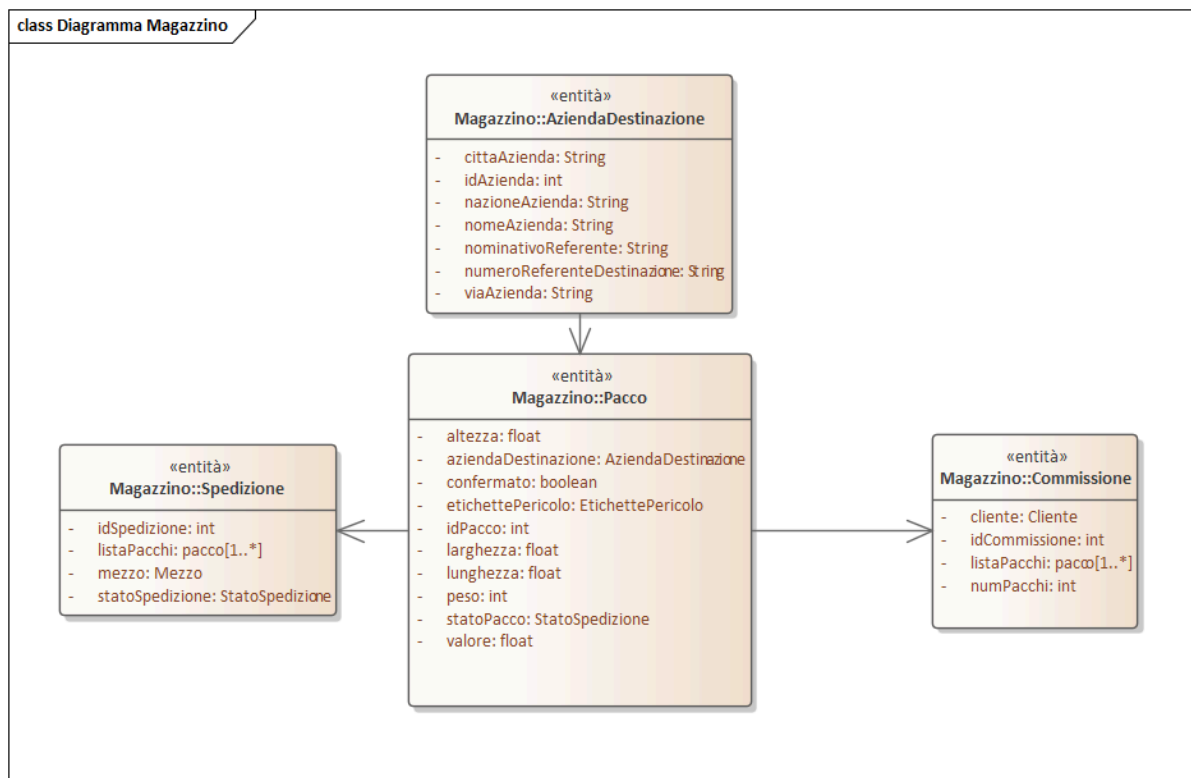 class Diagramma Magazzino
«entità»
Magazzino::AziendaDestinazione
- cittaAzienda: String
- idAzienda: int
- nazioneAzienda: String
- nomeAzienda: String
- nominativoReferente: String
- numeroReferenteDestinazione: String
- viaAzienda: String
«entità»
Magazzino::Pacco
- altezza: float
- aziendaDestinazione: AziendaDestinazione
- confermato: boolean
- etichettePericolo: EtichettePericolo
- idPacco: int
- larghezza: float
- lunghezza: float
- peso: int
- statoPacco: StatoSpedizione
- valore: float
«entità»
Magazzino::Spedizione
- idSpedizione: int
- listaPacchi: pacco[1..*]
- mezzo: Mezzo
- statoSpedizione: StatoSpedizione
«entità»
Magazzino::Commissione
- cliente: Cliente
- idCommissione: int
- listaPacchi: pacco[1..*]
- numPacchi: int